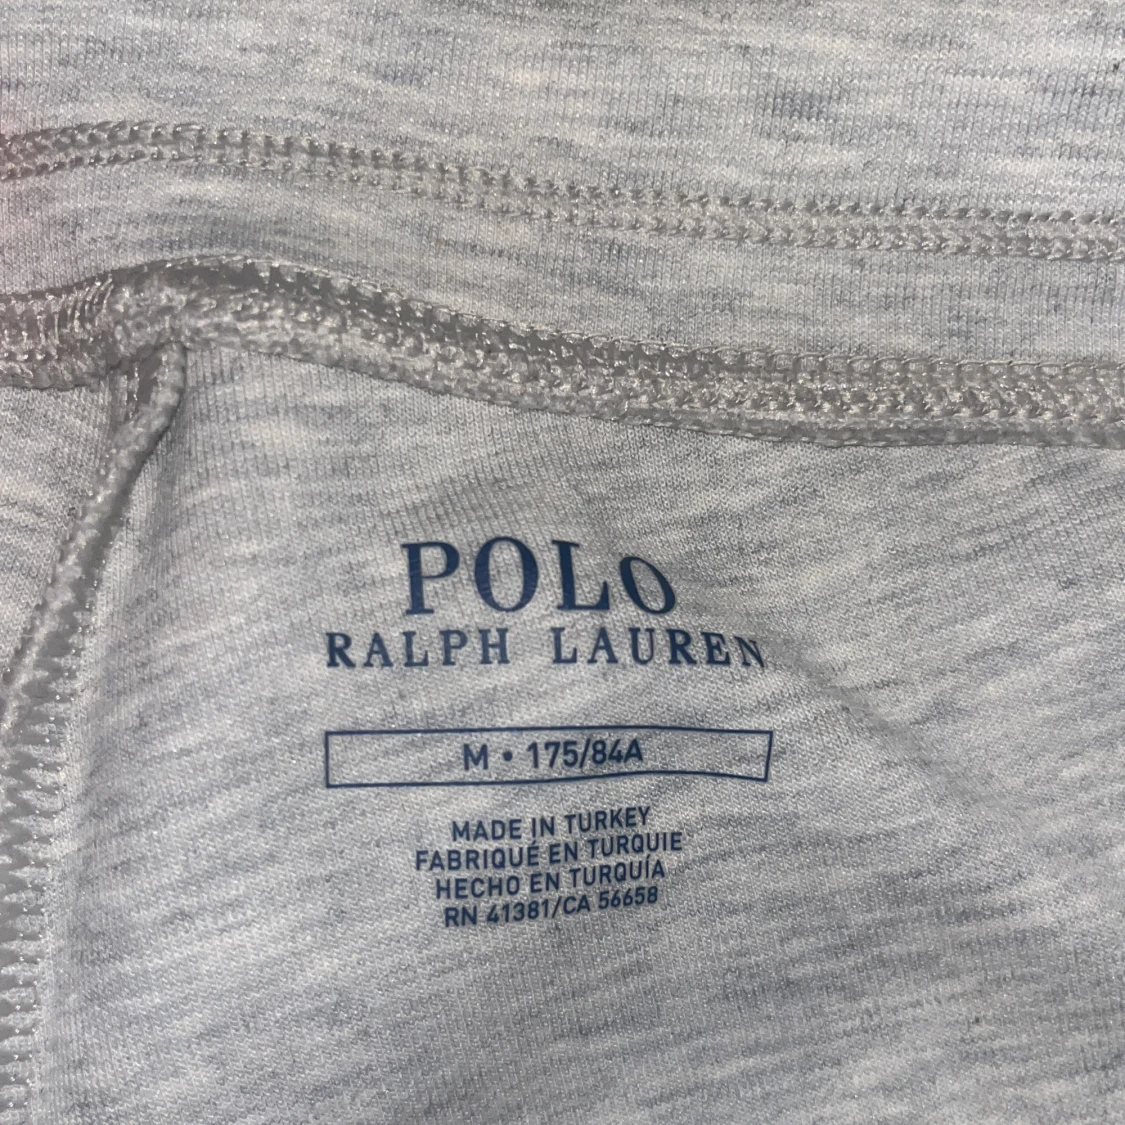 POLO
RALPH LAUREN
M • 175/84A
MADE IN TURKEY
FABRIQUÉ EN TURQUIE
HECHO EN TURQUÍA
RN 41381/CA 56658